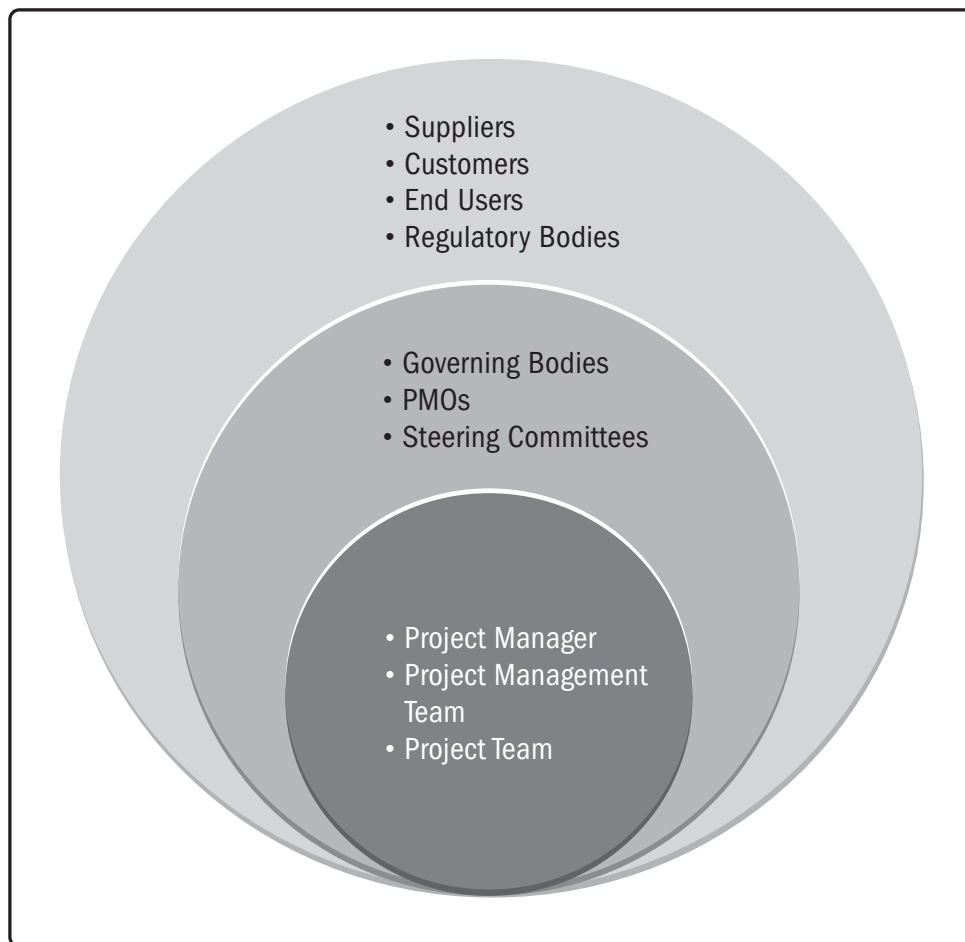 • Suppliers
• Customers
• End Users
• Regulatory Bodies
• Governing Bodies
• PMOs
• Steering Committees
• Project Manager
• Project Management
Team
• Project Team